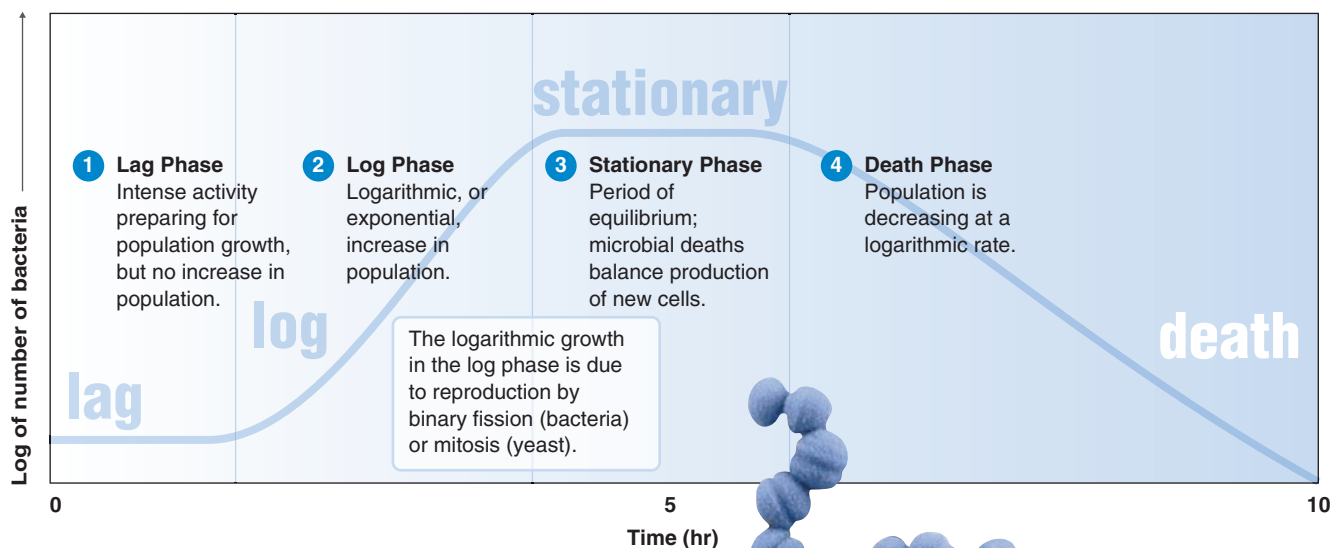 Log of number of bacteria
stationary
1 Lag Phase
Intense activity
preparing for
population growth,
but no increase in
population.
2 Log Phase
Logarithmic, or
exponential,
increase in
population.
3 Stationary Phase
Period of
equilibrium;
microbial deaths
balance production
of new cells.
4 Death Phase
Population is
decreasing at a
logarithmic rate.
lag
log
The logarithmic growth
in the log phase is due
to reproduction by
binary fission (bacteria)
or mitosis (yeast).
death
0
5
10
Time (hr)